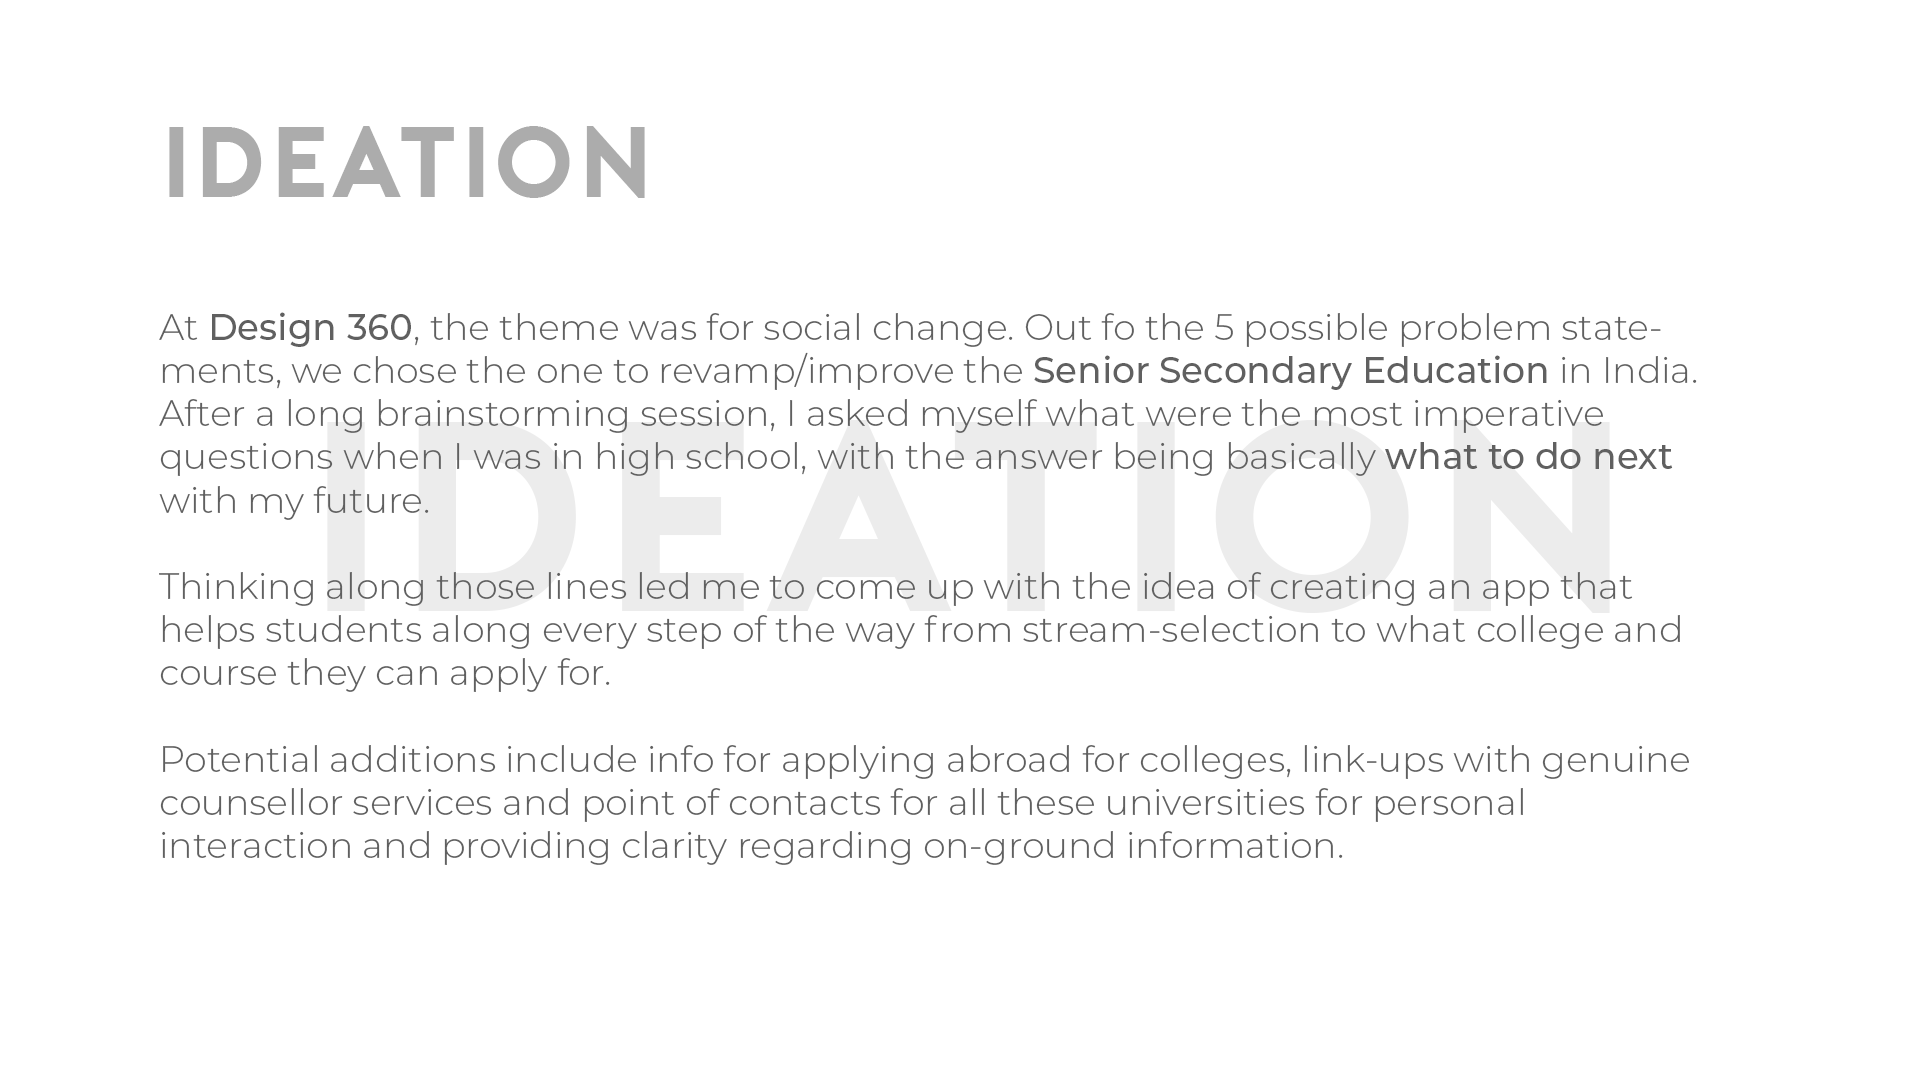 IDEATION
At Design 360, the theme was for social change. Out fo the 5 possible problem state-
ments, we chose the one to revamp/improve the Senior Secondary Education in India.
After a long brainstorming session, I asked myself what were the most imperative
questions when I was in high school, with the answer being basically what to do next
with my future.
IDEATION
Thinking along those lines led me to come up with the idea of creating an app that
helps students along every step of the way from stream-selection to what college and
course they can apply for.
Potential additions include info for applying abroad for colleges, link-ups with genuine
counsellor services and point of contacts for all these universities for personal
interaction and providing clarity regarding on-ground information.